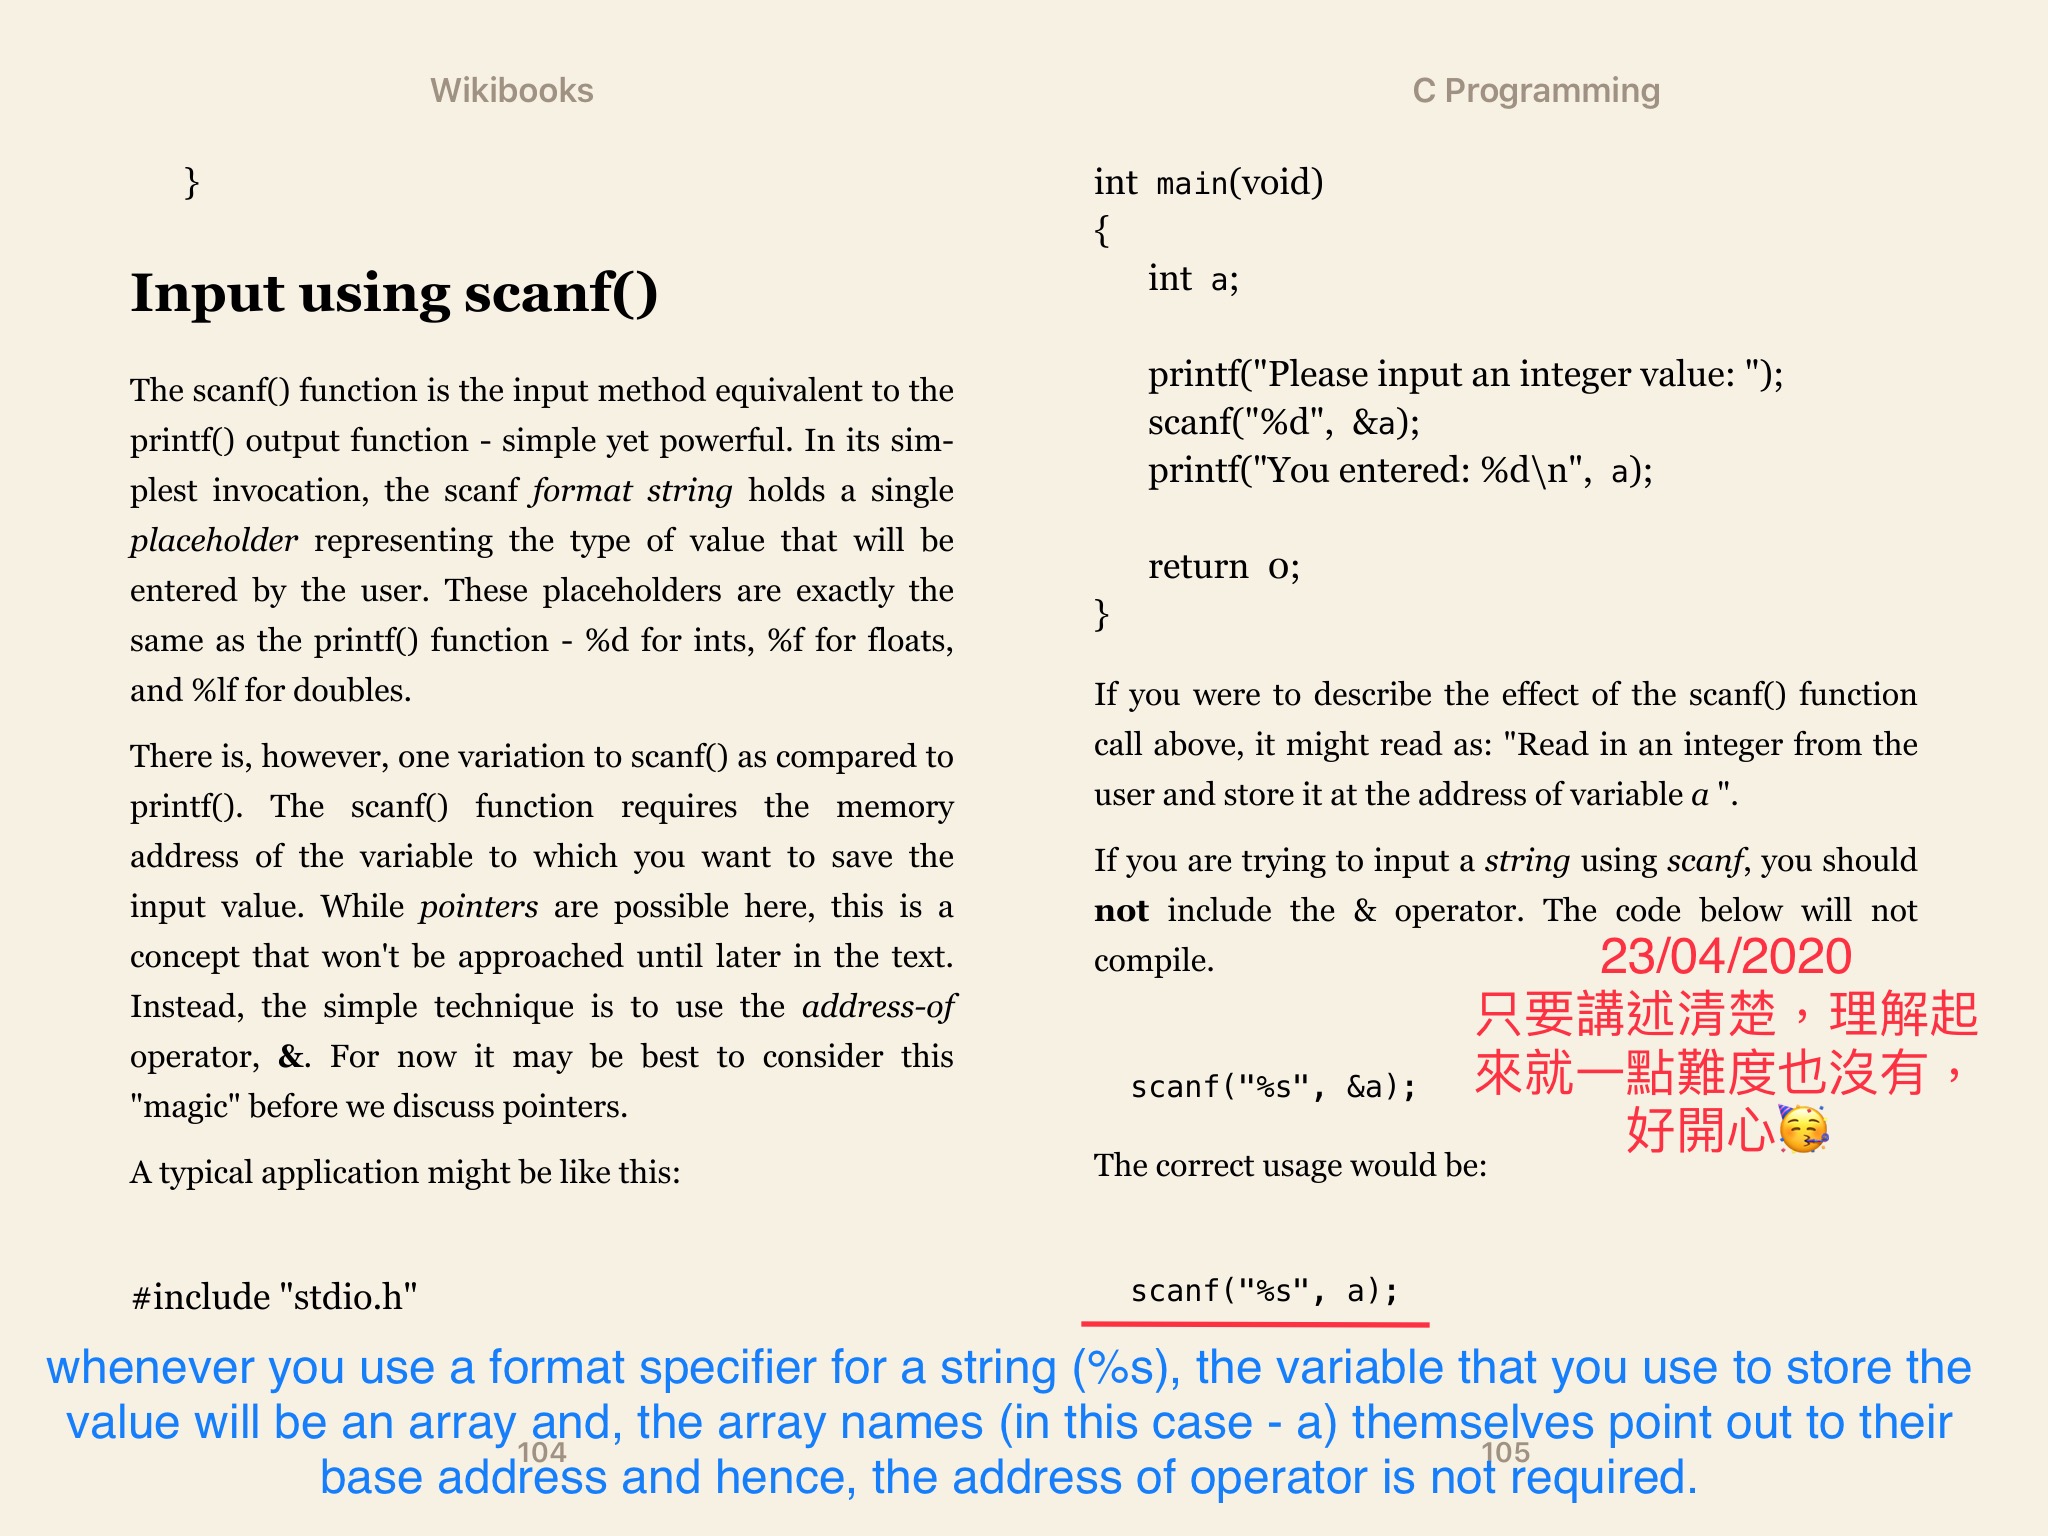 Wikibooks
}
Input using scanf()
The scanf() function is the input method equivalent to the
printf() output function - simple yet powerful. In its sim-
plest invocation, the scanf format string holds a single
placeholder representing the type of value that will be
entered by the user. These placeholders are exactly the
same as the printf() function - %d for ints, %f for floats,
and %lf for doubles.
There is, however, one variation to scanf() as compared to
printf(). The scanf() function requires the memory
address of the variable to which you want to save the
input value. While pointers are possible here, this is a
concept that won't be approached until later in the text.
Instead, the simple technique is to use the address-of
operator, &. For now it may be best to consider this
"magic" before we discuss pointers.
A typical application might be like this:
#include "stdio.h"
C Programming
int main(void)
{
int a;
printf("Please input an integer value: ");
scanf("%d", &a);
printf("You entered: %d\n", a);
return 0;
}
If you were to describe the effect of the scanf() function
call above, it might read as: "Read in an integer from the
user and store it at the address of variable a ".
If you are trying to input a string using scanf, you should
not include the & operator. The code below will not
compile.
23/04/2020
只要講述清楚，理解起
來就一點難度也沒有，
好開心🥳
scanf("%s", &a);
The correct usage would be:
scanf("%s", a);
whenever you use a format specifier for a string (%s), the variable that you use to store the
value will be an array and, the array names (in this case - a) themselves point out to their
base address and hence, the address of operator is not required.
104
105